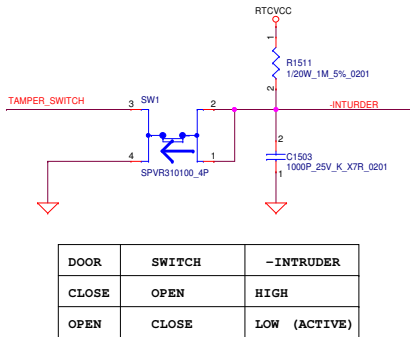 RTCVCC
1
R1511
1/20W_1M_5%_0201
2
TAMPER_SWITCH
3
SW1
2
-INTURDER
4
1
SPVR310100_4P
2
C1503
1000P_25V_K_X7R_0201
1
DOOR SWITCH -INTRUDER
CLOSE OPEN HIGH
OPEN CLOSE LOW (ACTIVE)